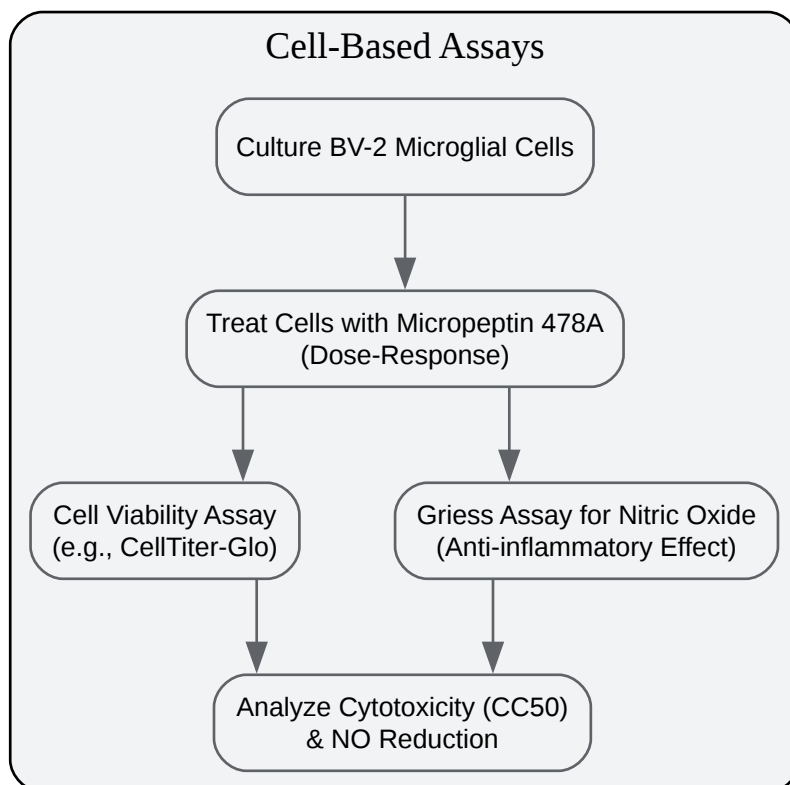 Cell-Based Assays
Culture BV-2 Microglial Cells
Treat Cells with Micropeptin 478A
(Dose-Response)
Cell Viability Assay
(e.g., CellTiter-Glo)
Griess Assay for Nitric Oxide
(Anti-inflammatory Effect)
Analyze Cytotoxicity (CC50)
& NO Reduction